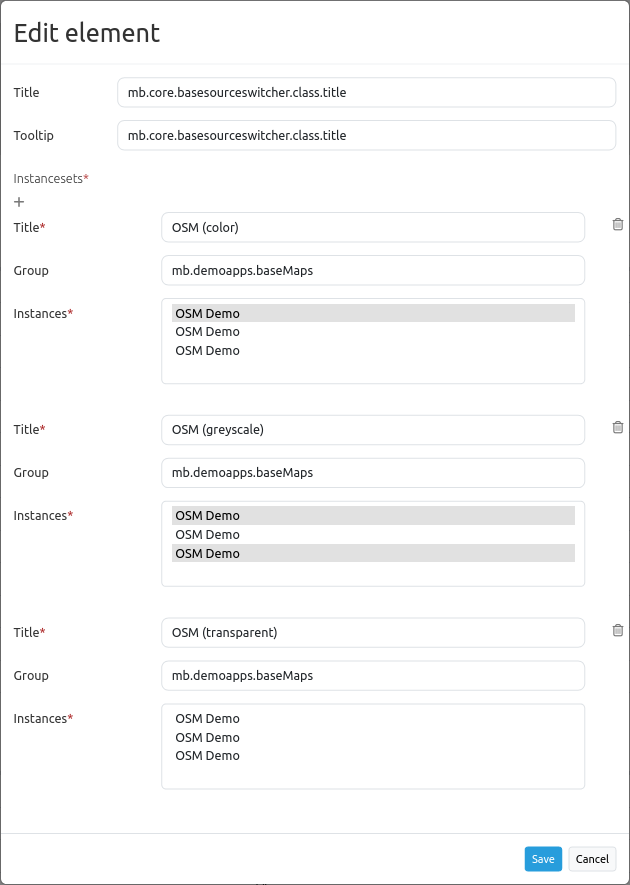 Edit element
Title mb.core.basesourceswitcher.class.title
Tooltip mb.core.basesourceswitcher.class.title
Instancesets*
+
Title* OSM (color)
Group mb.demoapps.baseMaps
Instances* OSM Demo
OSM Demo
OSM Demo
Title* OSM (greyscale)
Group mb.demoapps.baseMaps
Instances* OSM Demo
OSM Demo
OSM Demo
Title* OSM (transparent)
Group mb.demoapps.baseMaps
Instances* OSM Demo
OSM Demo
OSM Demo
Save Cancel